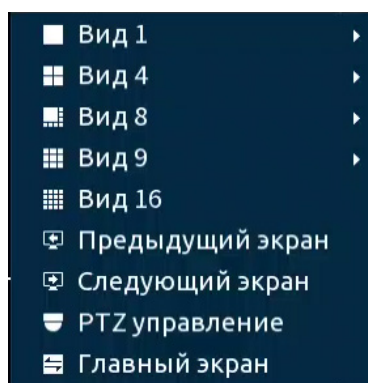 Вид 1
Вид 4
Вид 8
Вид 9
Вид 16
Предыдущий экран
Следующий экран
PTZ управление
Главный экран